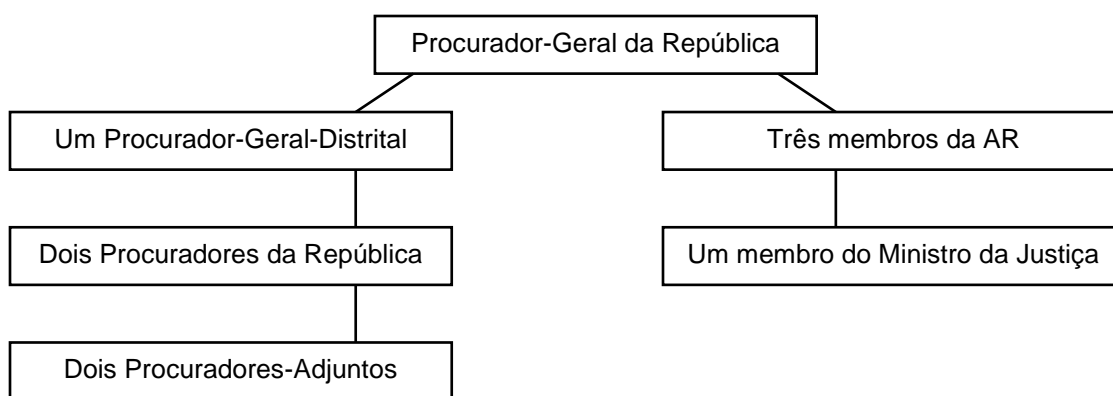 Procurador-Geral da República
Um Procurador-Geral-Distrital
Três membros da AR
Dois Procuradores da República
Um membro do Ministro da Justiça
Dois Procuradores-Adjuntos